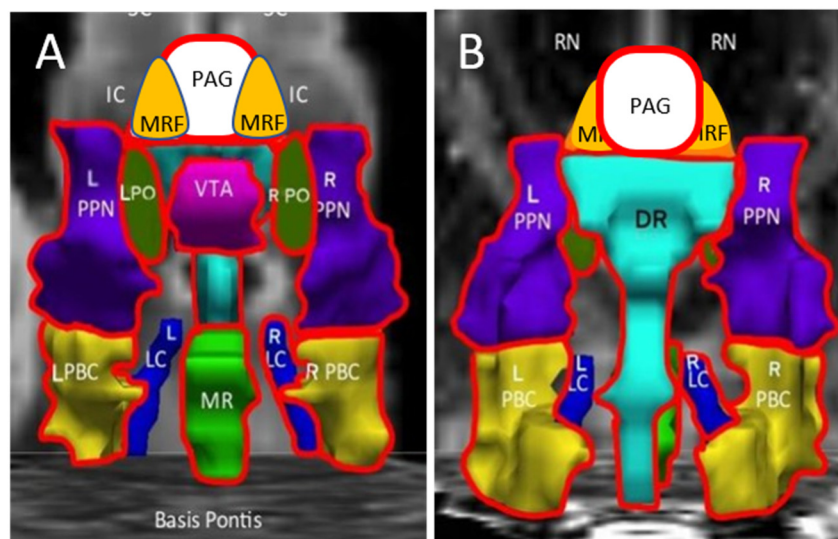 A
PAG
IC
IC
MRF
MRF
L
PPN
LPO
VTA
R PO
R
PPN
L
LC
R
LC
LPBC
R PBC
MR
Basis Pontis
B
RN
RN
PAG
L
PPN
R
PPN
DR
L
PBC
L
LC
R
LC
R
PBC